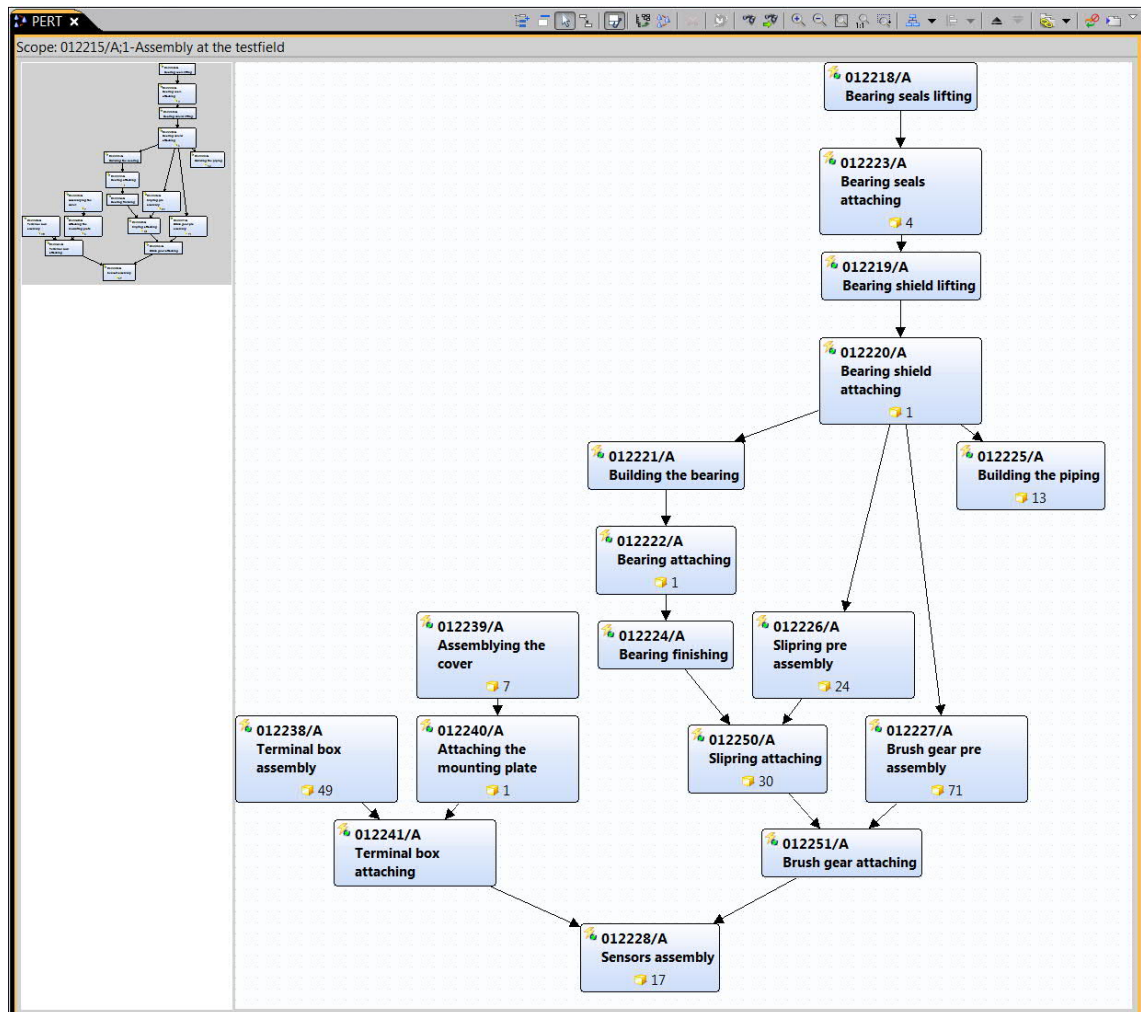 PERT
Scope: 012215/A;1-Assembly at the testfield
012218/A
Bearing seals lifting
012223/A
Bearing seals
attaching
4
012219/A
Bearing shield lifting
012220/A
Bearing shield
attaching
1
012221/A
Building the bearing
012225/A
Building the piping
13
012222/A
Bearing attaching
1
012239/A
Assemblying the
cover
7
012224/A
Bearing finishing
012226/A
Slipring pre
assembly
24
012238/A
Terminal box
assembly
49
012240/A
Attaching the
mounting plate
1
012250/A
Slipring attaching
30
012227/A
Brush gear pre
assembly
71
012241/A
Terminal box
attaching
012251/A
Brush gear attaching
012228/A
Sensors assembly
17